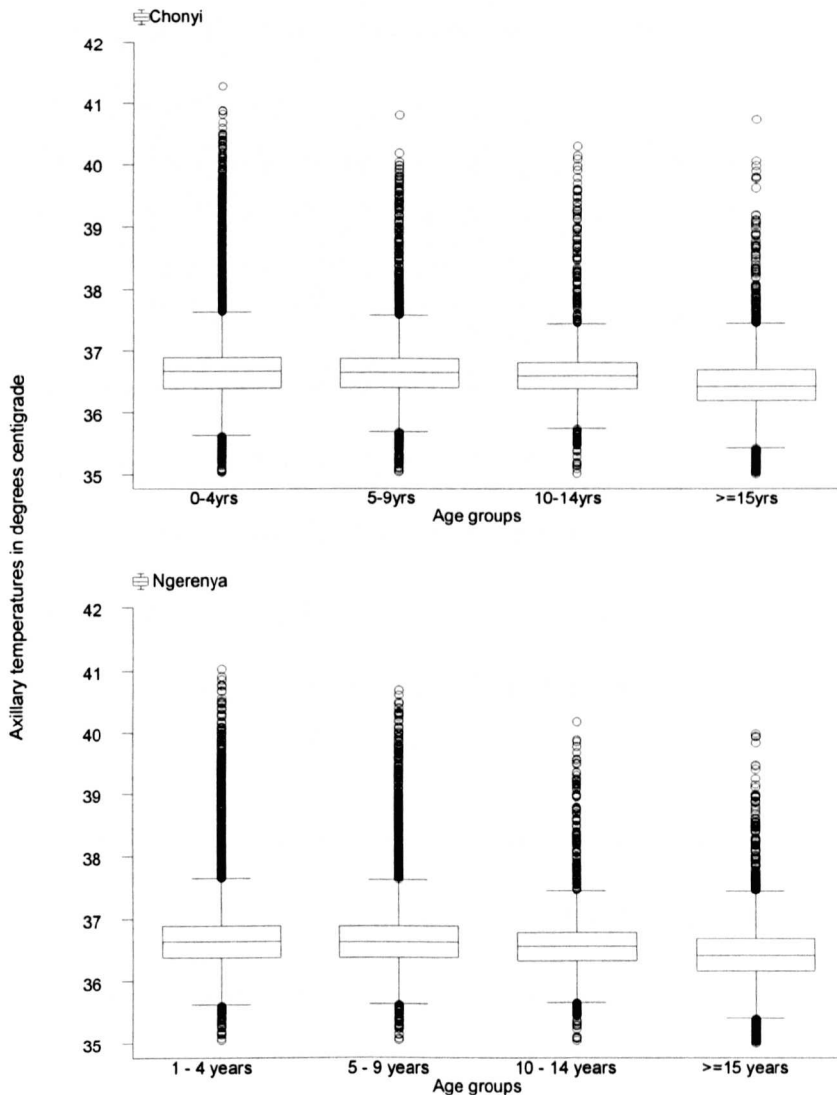 Chonyi
42
41
40
39
38
37
36
35
0-4yrs 5-9yrs 10-14yrs >=15yrs
Age groups
Axillary temperatures in degrees centigrade
Ngerenya
42
41
40
39
38
37
36
35
1 - 4 years 5 - 9 years 10 - 14 years >=15 years
Age groups